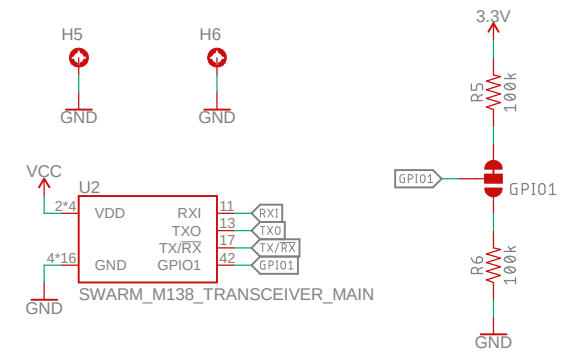 H5
H6
3.3V
GND
GND
R5
100k
VCC
U2
GPIO1
GPIO1
2*4
VDD
RXI
11
RXI
TXO
13
TXO
TX/RX
17
TX/RX
4*16
GND
GPIO1
42
GPIO1
SWARM_M138_TRANSCEIVER_MAIN
GND
R6
100k
GND